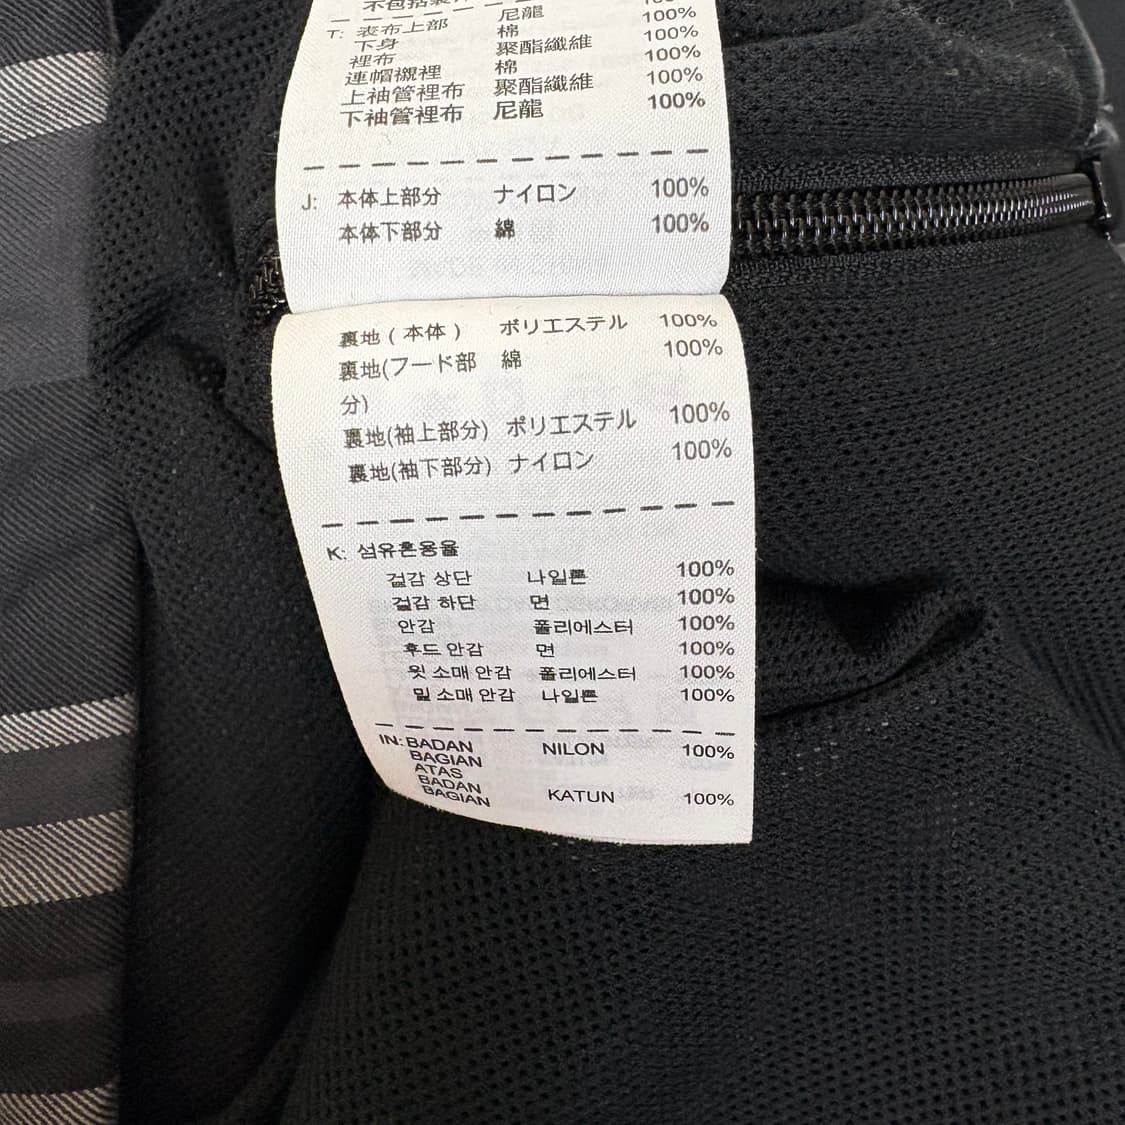 不包括裝飾
T: 表布上部 尼龍 100%
下身 棉 100%
裡布 聚酯纖維 100%
連帽襯裡 棉 100%
上袖管裡布 聚酯纖維 100%
下袖管裡布 尼龍 100%
J: 本体上部分 ナイロン 100%
本体下部分 綿 100%
裏地(本体) ポリエステル 100%
裏地(フード部 綿 100%
分)
裏地(袖上部分) ポリエステル 100%
裏地(袖下部分) ナイロン 100%
K: 섬유혼용율
겉감 상단 나일론 100%
겉감 하단 면 100%
안감 폴리에스터 100%
후드 안감 면 100%
윗 소매 안감 폴리에스터 100%
밑 소매 안감 나일론 100%
IN: BADAN NILON 100%
BAGIAN
ATAS
BADAN
BAGIAN KATUN 100%